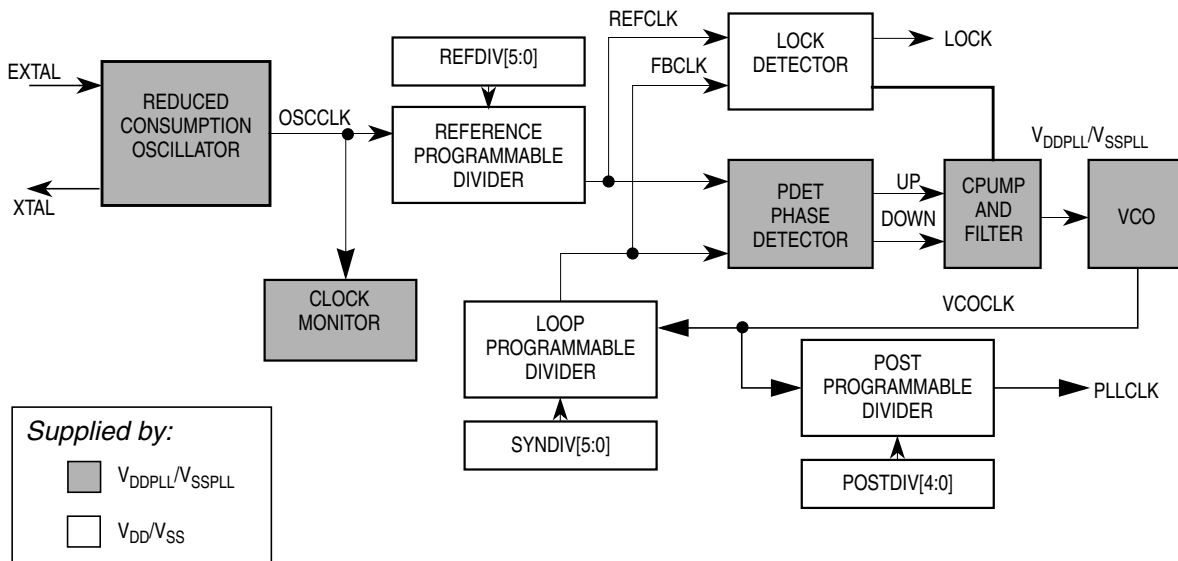 REFCLK
LOCK
DETECTOR
LOCK
REFDIV[5:0]
FBCLK
EXTAL
REDUCED
CONSUMPTION
OSCILLATOR
OSCCLK
REFERENCE
PROGRAMMABLE
DIVIDER
VDDPLL/VSSPLL
XTAL
PDET
PHASE
DETECTOR
UP
DOWN
CPUMP
AND
FILTER
VCO
CLOCK
MONITOR
LOOP
PROGRAMMABLE
DIVIDER
VCOCLK
POST
PROGRAMMABLE
DIVIDER
PLLCLK
SYNDIV[5:0]
POSTDIV[4:0]
Supplied by:
VDDPLL/VSSPLL
VDD/VSS